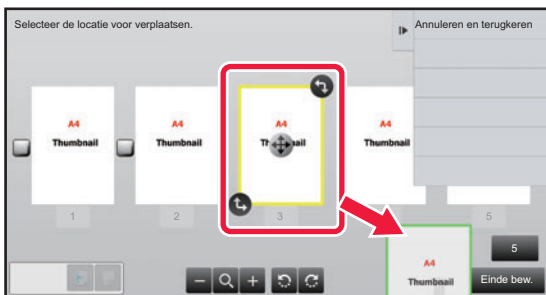 Selecteer de locatie voor verplaatsen.
Annuleren en terugkeren
A4
Thumbnail
A4
Thumbnail
A4
A4
Thumbnail
1
2
3
5
A4
Thumbnail
5
Einde bew.